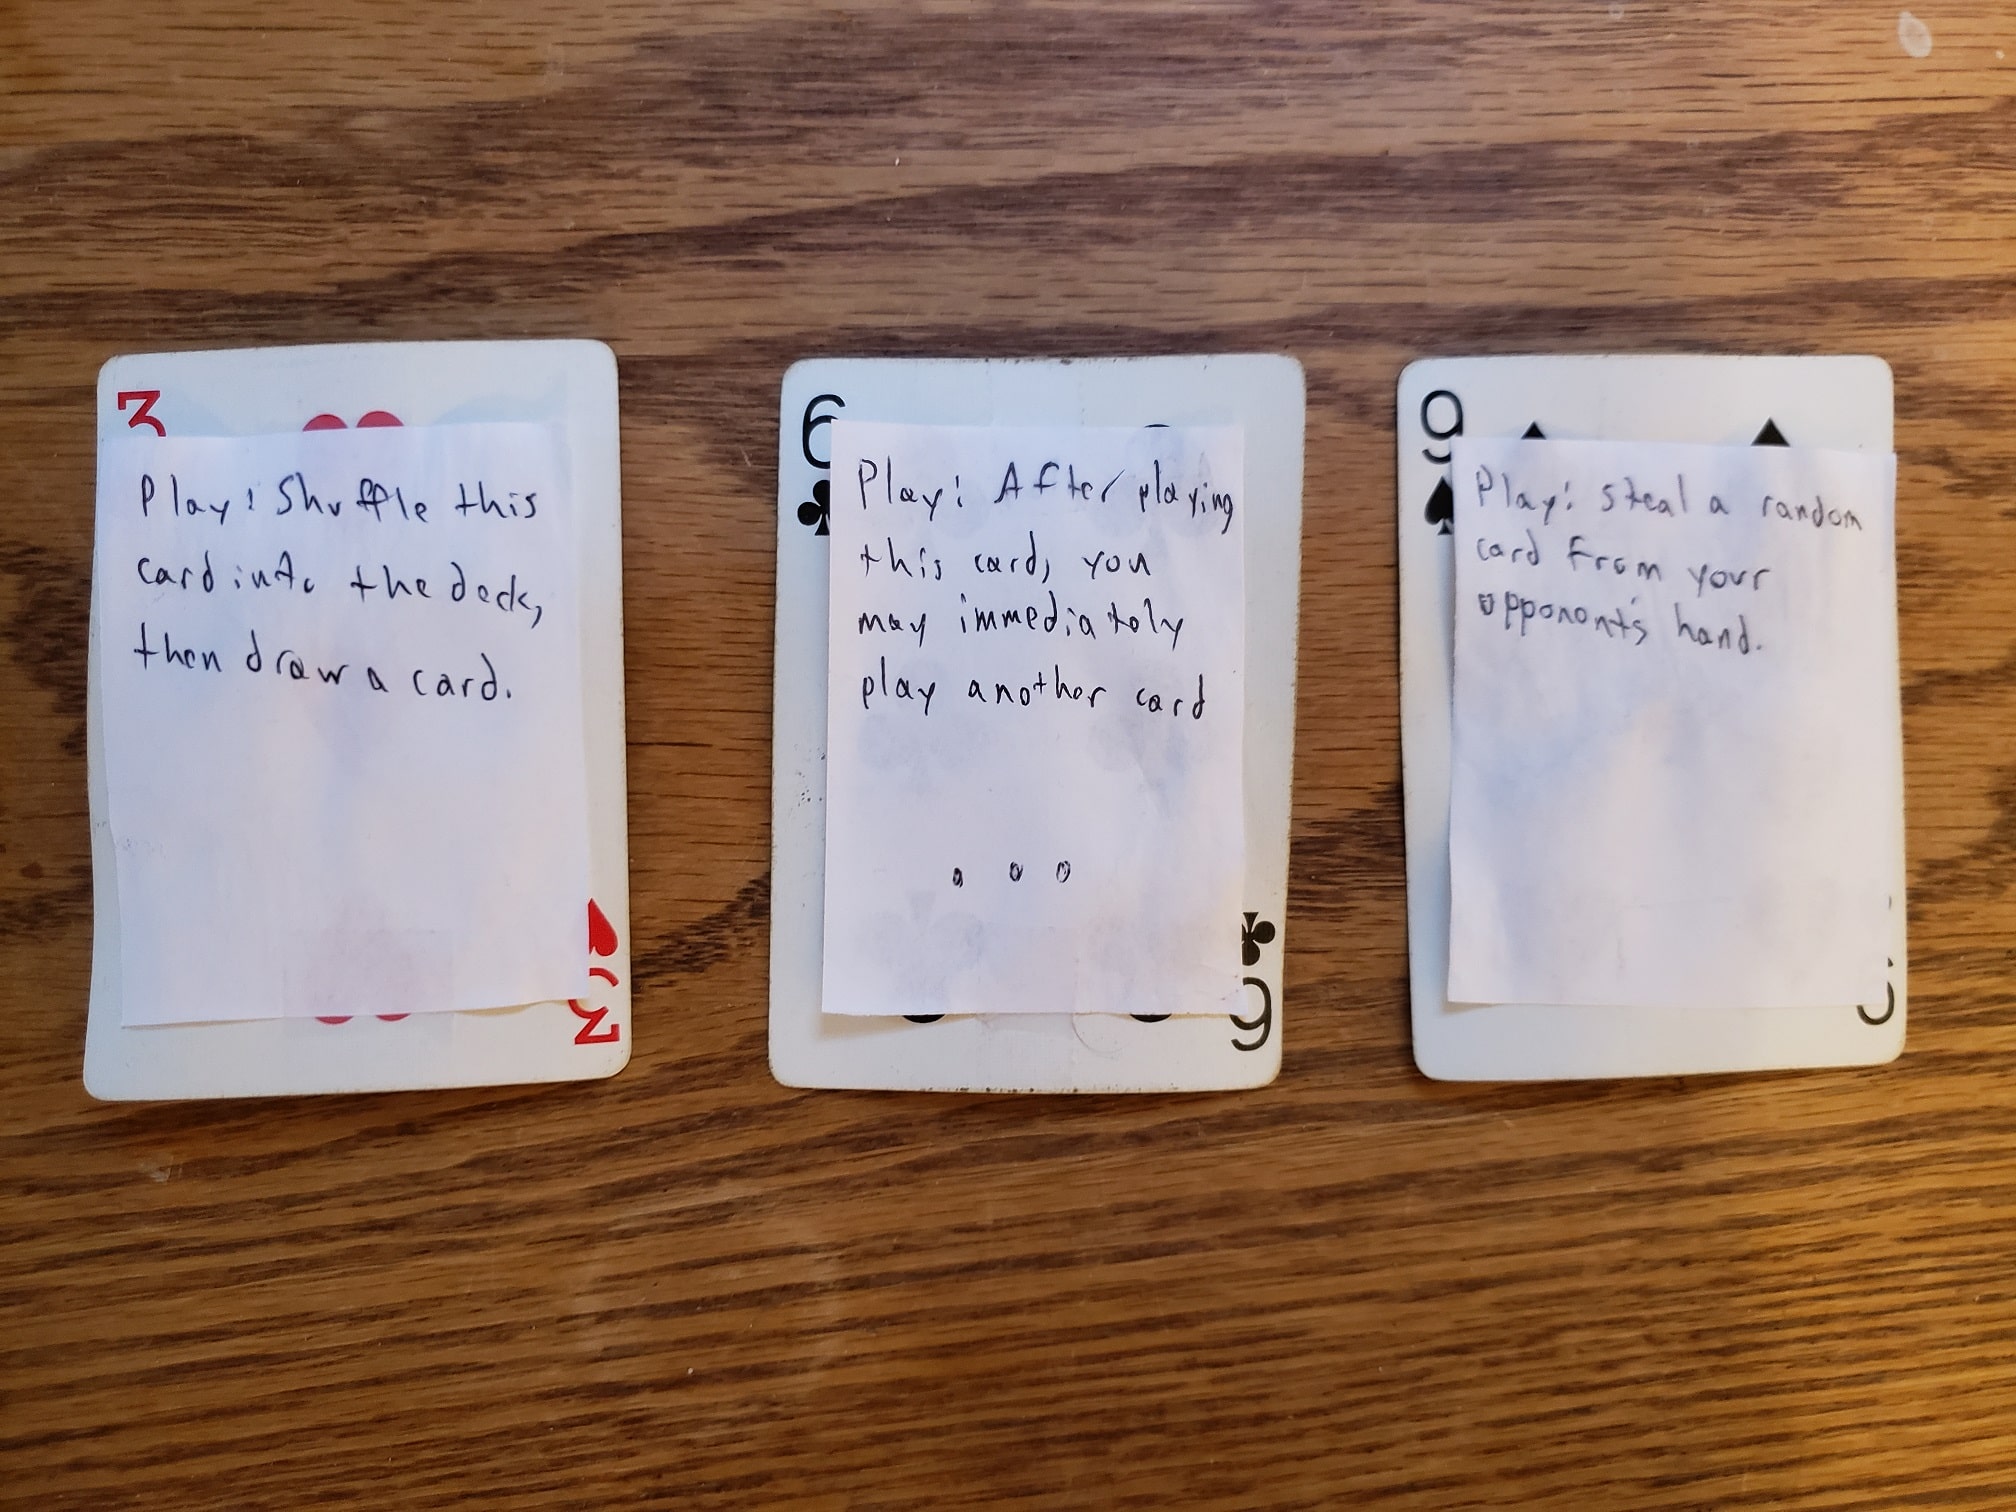 3
Play: Shuffle this
card into the deck,
then draw a card.
3
6
Play: After playing
this card, you
may immediately
play another card
...
6
9
Play: Steal a random
card from your
opponent's hand.